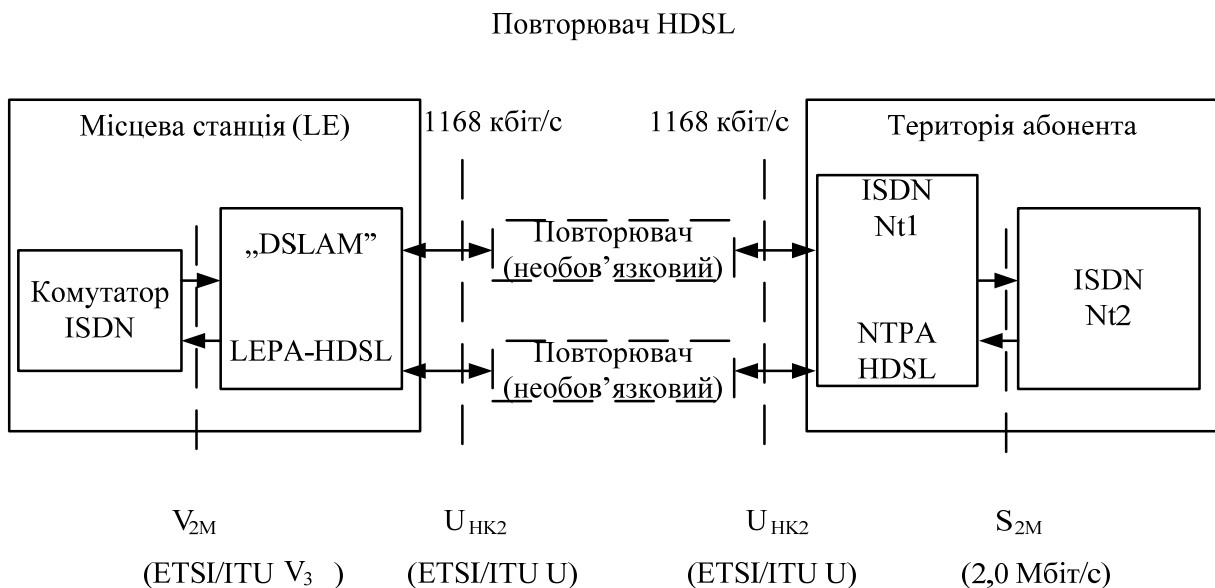 Повторювач HDSL
Місцева станція (LE)
1168 кбіт/с
1168 кбіт/с
Територія абонента
Комутатор
ISDN
„DSLAM”
LEPA-HDSL
Повторювач
(необов’язковий)
Повторювач
(необов’язковий)
ISDN
Nt1
NTPA
HDSL
ISDN
Nt2
V2M
UHK2
UHK2
S2M
(ETSI/ITU V3 )
(ETSI/ITU U)
(ETSI/ITU U)
(2,0 Мбіт/с)